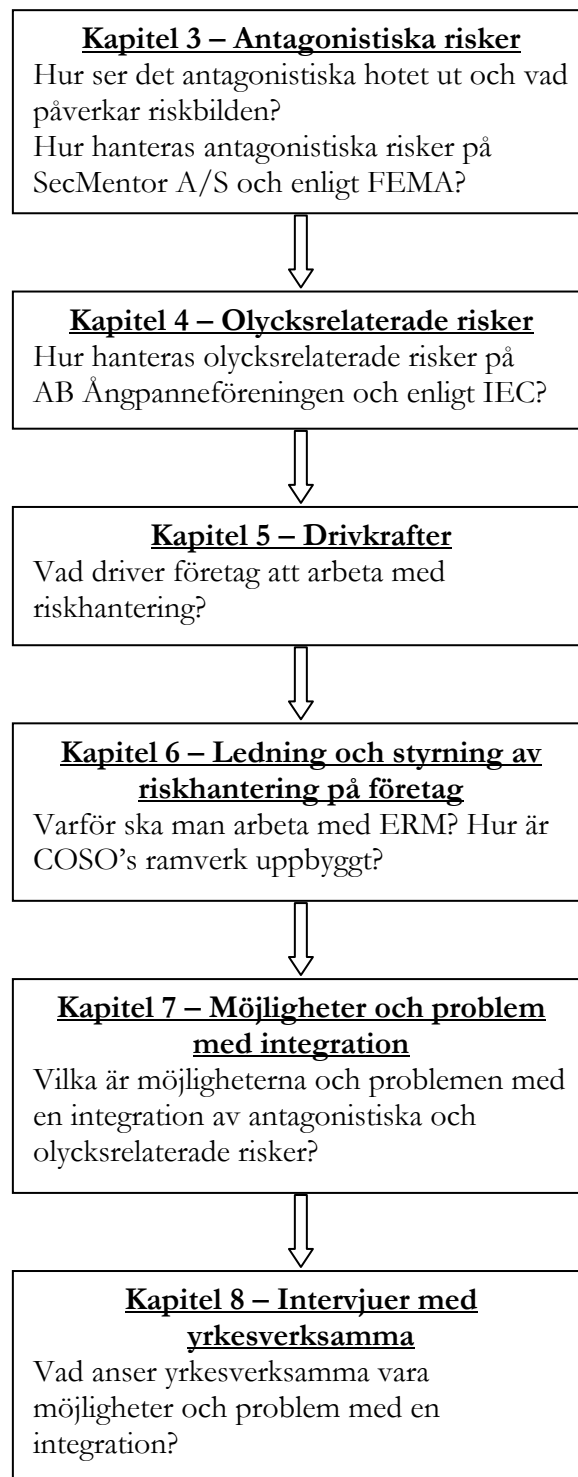 Kapitel 3 – Antagonistiska risker
Hur ser det antagonistiska hotet ut och vad
påverkar riskbilden?
Hur hanteras antagonistiska risker på
SecMentor A/S och enligt FEMA?
Kapitel 4 – Olycksrelaterade risker
Hur hanteras olycksrelaterade risker på
AB Ångpanneföreningen och enligt IEC?
Kapitel 5 – Drivkrafter
Vad driver företag att arbeta med
riskhantering?
Kapitel 6 – Ledning och styrning av
riskhantering på företag
Varför ska man arbeta med ERM? Hur är
COSO’s ramverk uppbyggt?
Kapitel 7 – Möjligheter och problem
med integration
Vilka är möjligheterna och problemen med
en integration av antagonistiska och
olycksrelaterade risker?
Kapitel 8 – Intervjuer med
yrkesverksamma
Vad anser yrkesverksamma vara
möjligheter och problem med en
integration?